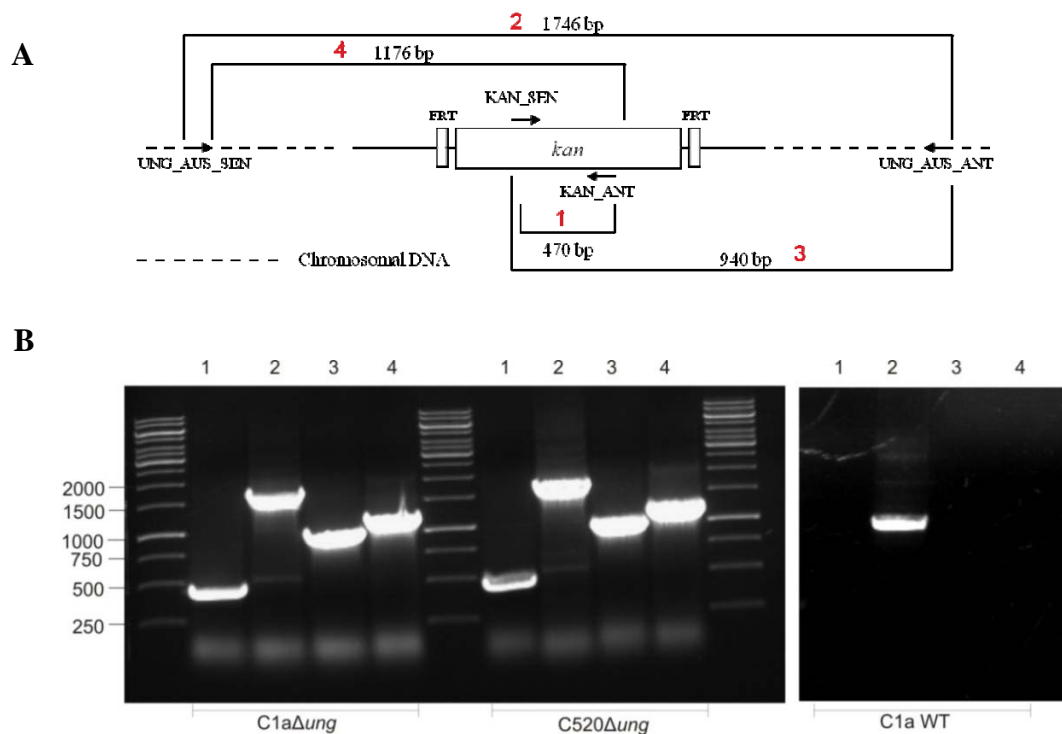 A
2 1746 bp
4 1176 bp
KAN_SEN
FRT FRT
kan
UNG_AUS_SEN UNG_AUS_ANT
KAN_ANT
1
470 bp
940 bp 3
Chromosomal DNA
B
1 2 3 4 1 2 3 4 1 2 3 4
2000
1500
1000
750
500
250
C1aΔung C520Δung C1a WT